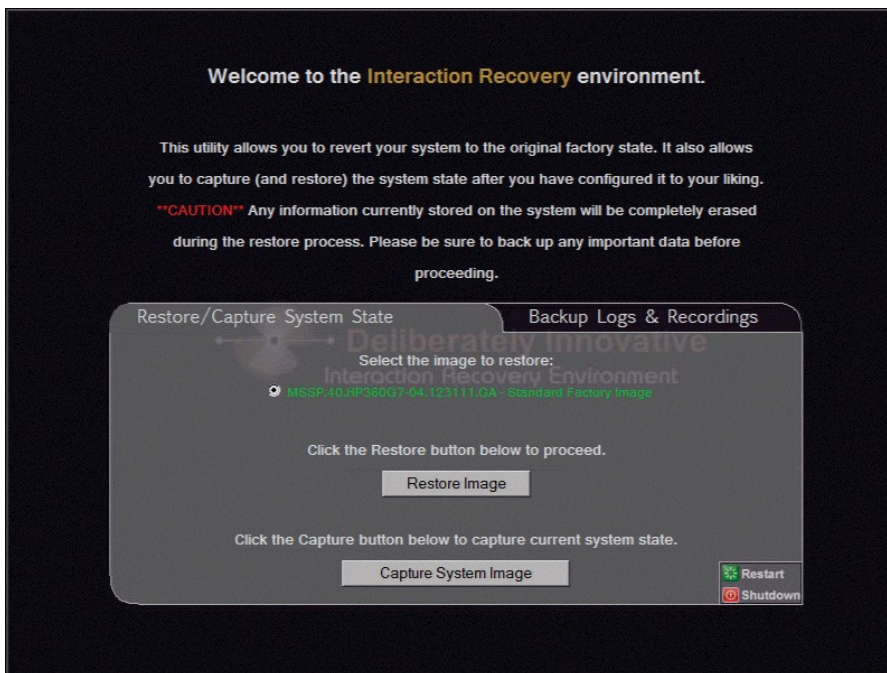 Welcome to the Interaction Recovery environment.
This utility allows you to revert your system to the original factory state. It also allows
you to capture (and restore) the system state after you have configured it to your liking.
**CAUTION** Any information currently stored on the system will be completely erased
during the restore process. Please be sure to back up any important data before
proceeding.
Restore/Capture System State
Backup Logs & Recordings
Deliberately Innovative
Select the image to restore:
Interaction Recovery Environment
MSSP.40.HP360G7-04.123111.GA - Standard Factory Image
Click the Restore button below to proceed.
Restore Image
Click the Capture button below to capture current system state.
Capture System Image
Restart
Shutdown